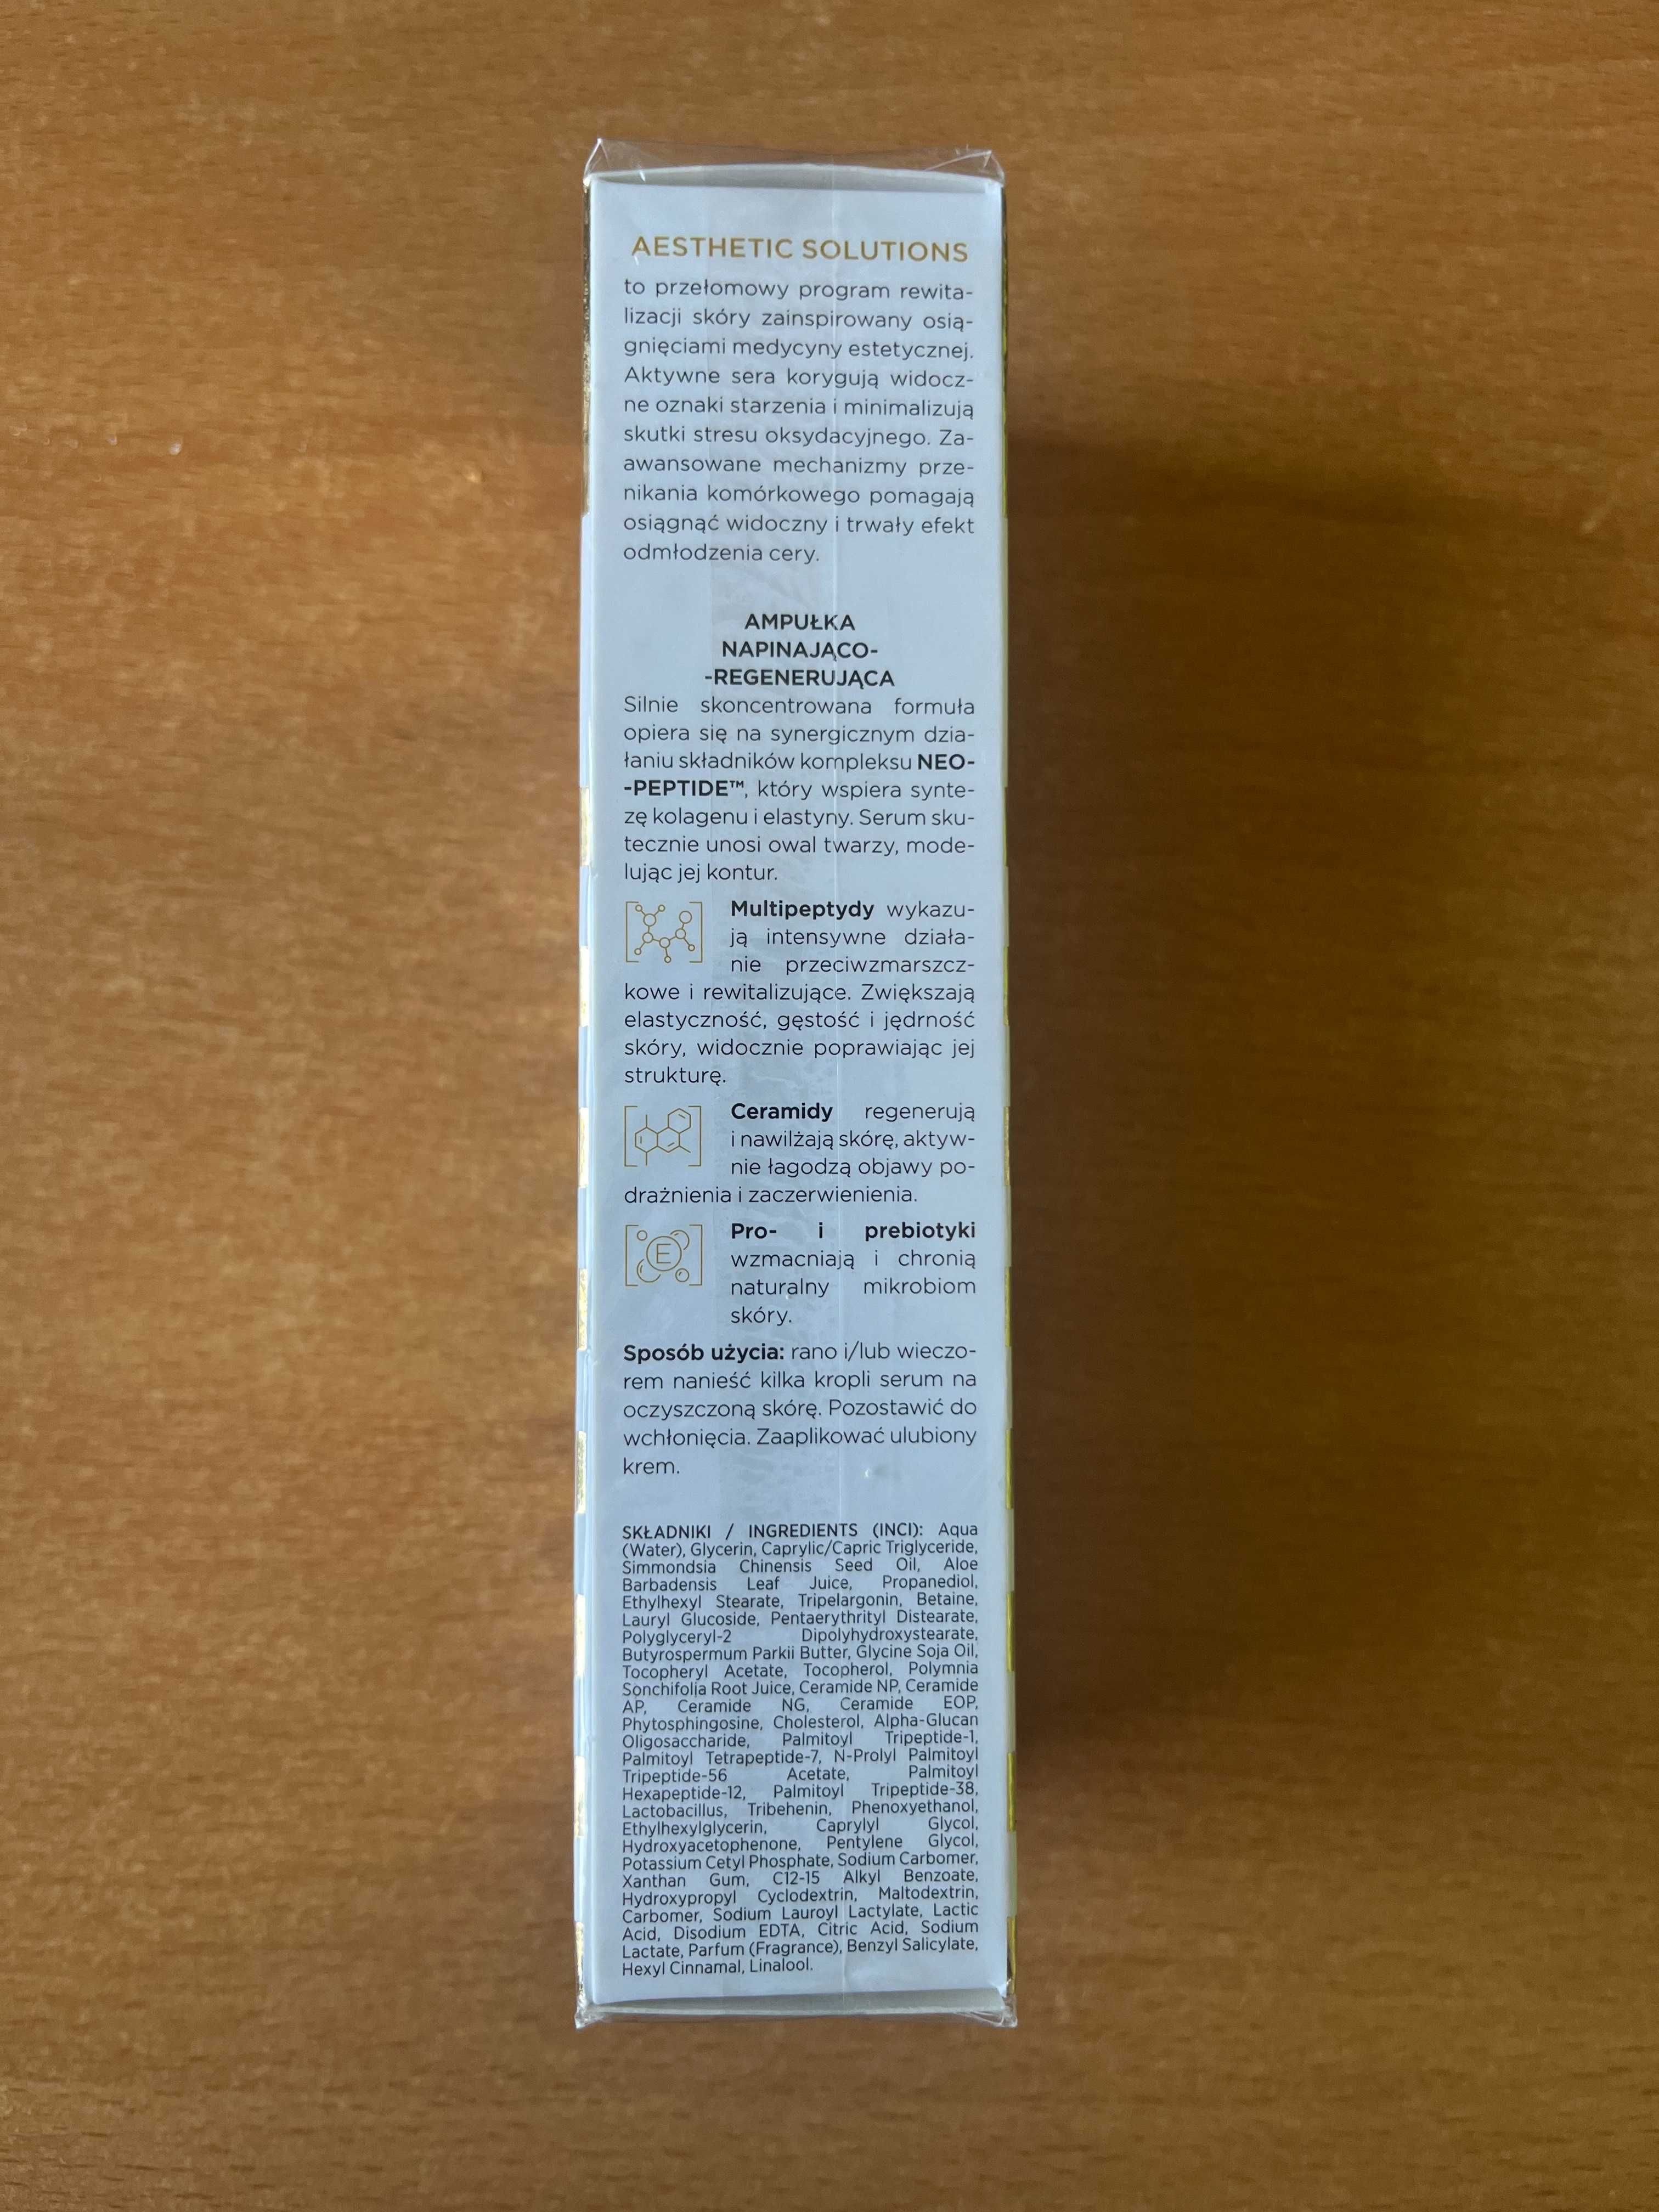 AESTHETIC SOLUTIONS
to przełomowy program rewita-
lizacji skóry zainspirowany osią-
gnięciami medycyny estetycznej.
Aktywne sera korygują widocz-
ne oznaki starzenia i minimalizują
skutki stresu oksydacyjnego. Za-
awansowane mechanizmy prze-
nikania komórkowego pomagają
osiągnąć widoczny i trwały efekt
odmłodzenia cery.
AMPUŁKA
NAPINAJĄCO-
-REGENERUJĄCA
Silnie skoncentrowana formuła
opiera się na synergicznym dzia-
łaniu składników kompleksu NEO-
-PEPTIDE™, który wspiera synte-
zę kolagenu i elastyny. Serum sku-
tecznie unosi owal twarzy, mode-
lując jej kontur.
Multipeptydy wykazu-
ją intensywne działa-
nie przeciwzmarszcz-
kowe i rewitalizujące. Zwiększają
elastyczność, gęstość i jędrność
skóry, widocznie poprawiając jej
strukturę.
Ceramidy regenerują
i nawilżają skórę, aktyw-
nie łagodzą objawy po-
drażnienia i zaczerwienienia.
E
Pro- i prebiotyki
wzmacniają i chronią
naturalny mikrobiom
skóry.
Sposób użycia: rano i/lub wieczo-
rem nanieść kilka kropli serum na
oczyszczoną skórę. Pozostawić do
wchłonięcia. Zaaplikować ulubiony
krem.
SKŁADNIKI / INGREDIENTS (INCI): Aqua
(Water), Glycerin, Caprylic/Capric Triglyceride,
Simmondsia Chinensis Seed Oil, Aloe
Barbadensis Leaf Juice, Propanediol,
Ethylhexyl Stearate, Tripelargonin, Betaine,
Lauryl Glucoside, Pentaerythrityl Distearate,
Polyglyceryl-2 Dipolyhydroxystearate,
Butyrospermum Parkii Butter, Glycine Soja Oil,
Tocopheryl Acetate, Tocopherol, Polymnia
Sonchifolia Root Juice, Ceramide NP, Ceramide
AP, Ceramide NG, Ceramide EOP,
Phytosphingosine, Cholesterol, Alpha-Glucan
Oligosaccharide, Palmitoyl Tripeptide-1,
Palmitoyl Tetrapeptide-7, N-Prolyl Palmitoyl
Tripeptide-56 Acetate, Palmitoyl
Hexapeptide-12, Palmitoyl Tripeptide-38,
Lactobacillus, Tribehenin, Phenoxyethanol,
Ethylhexylglycerin, Caprylyl Glycol,
Hydroxyacetophenone, Pentylene Glycol,
Potassium Cetyl Phosphate, Sodium Carbomer,
Xanthan Gum, C12-15 Alkyl Benzoate,
Hydroxypropyl Cyclodextrin, Maltodextrin,
Carbomer, Sodium Lauroyl Lactylate, Lactic
Acid, Disodium EDTA, Citric Acid, Sodium
Lactate, Parfum (Fragrance), Benzyl Salicylate,
Hexyl Cinnamal, Linalool.